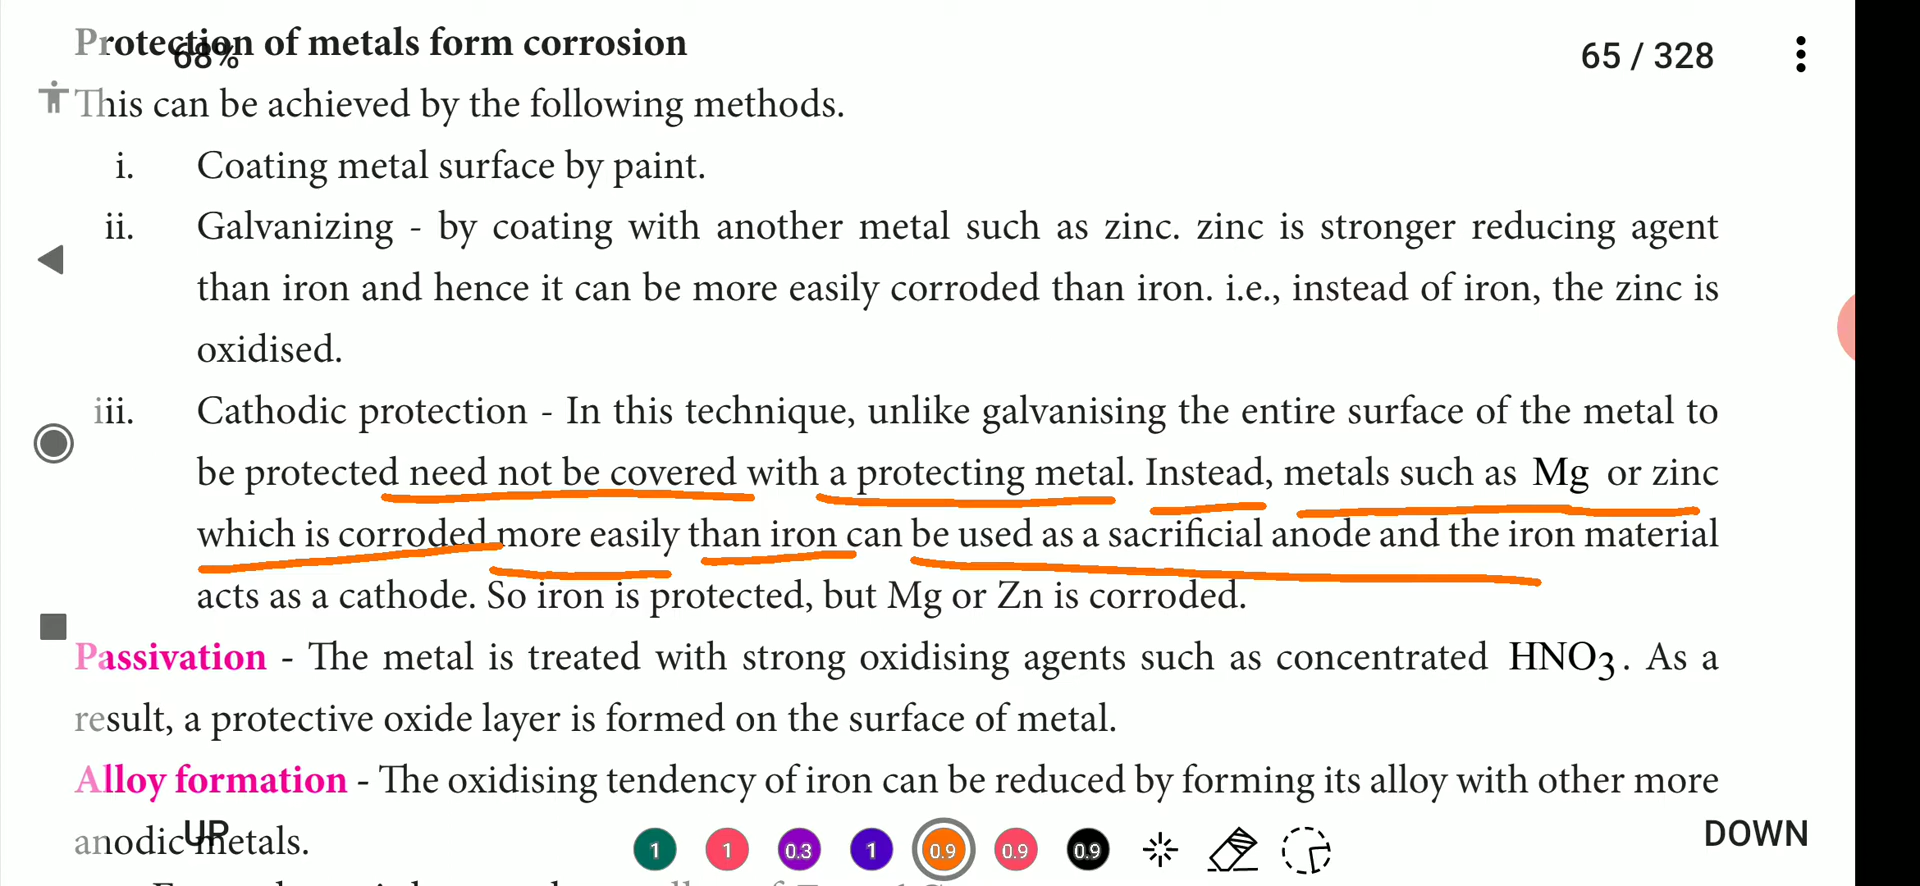 Protection of metals form corrosion
68%
65 / 328
This can be achieved by the following methods.
i. Coating metal surface by paint.
ii. Galvanizing - by coating with another metal such as zinc. zinc is stronger reducing agent
than iron and hence it can be more easily corroded than iron. i.e., instead of iron, the zinc is
oxidised.
iii. Cathodic protection - In this technique, unlike galvanising the entire surface of the metal to
be protected need not be covered with a protecting metal. Instead, metals such as Mg or zinc
which is corroded more easily than iron can be used as a sacrificial anode and the iron material
acts as a cathode. So iron is protected, but Mg or Zn is corroded.
Passivation - The metal is treated with strong oxidising agents such as concentrated HNO3. As a
result, a protective oxide layer is formed on the surface of metal.
Alloy formation - The oxidising tendency of iron can be reduced by forming its alloy with other more
anodic metals.
UP
DOWN
1 1 0.3 1 0.9 0.9 0.9